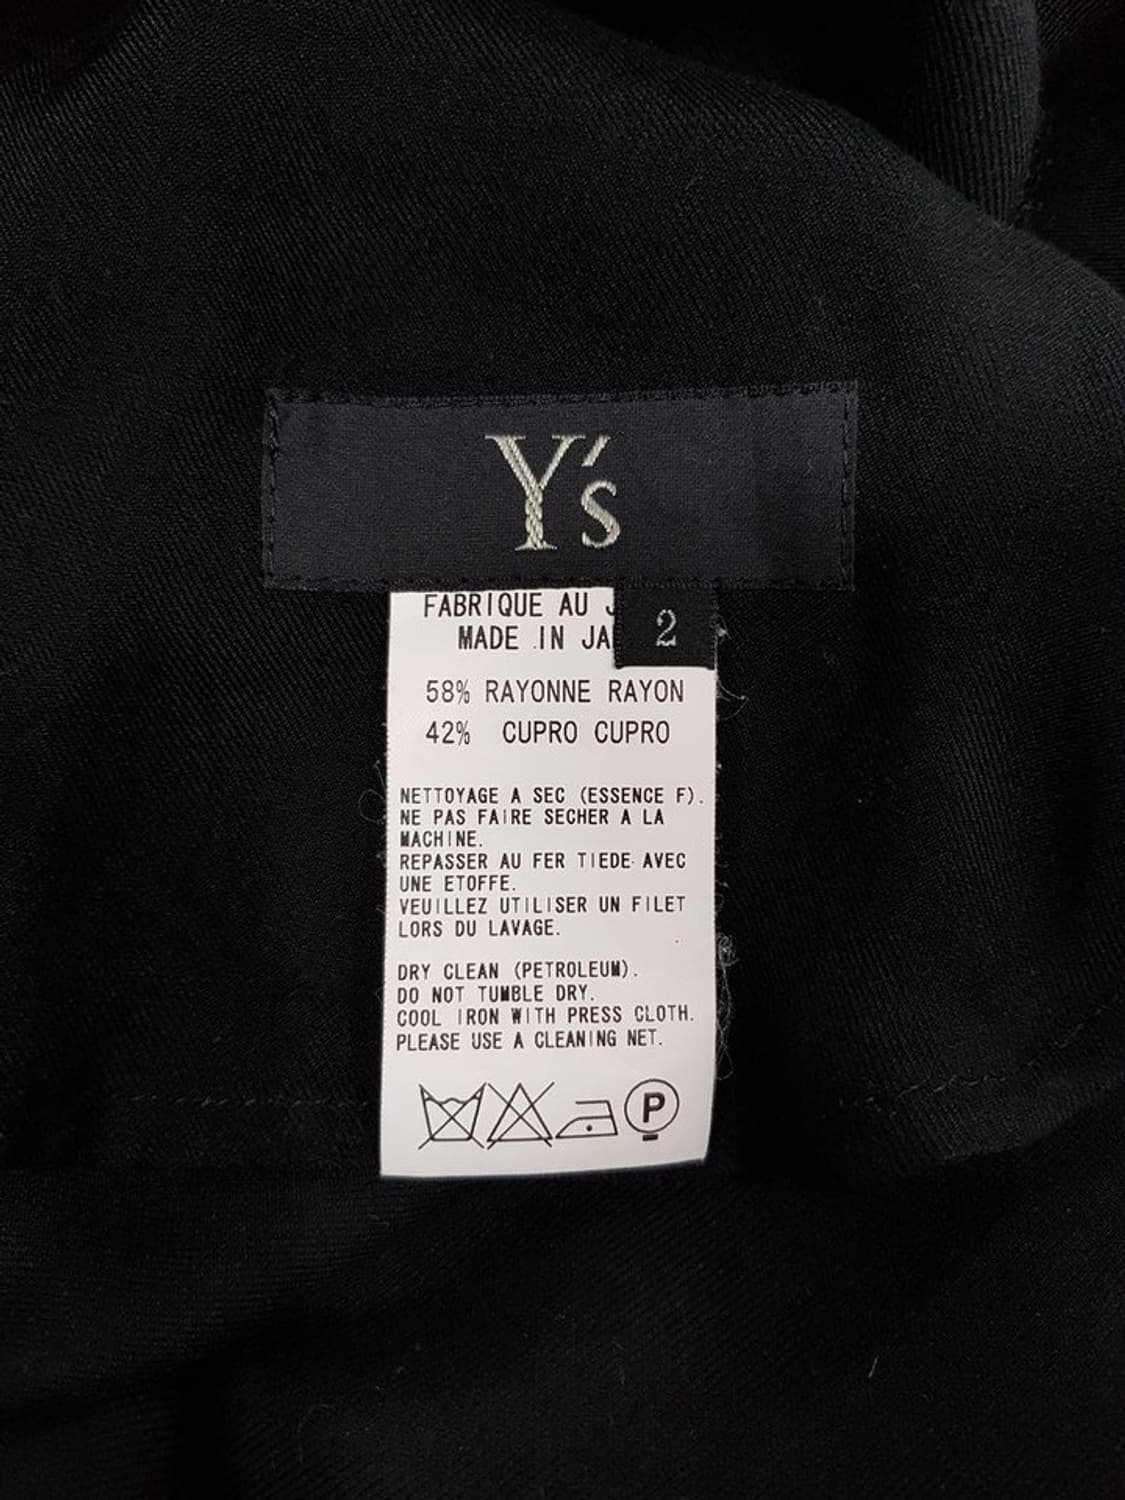 Y's
2
FABRIQUE AU
MADE IN
58% RAYONNE RAYON
42% CUPRO CUPRO
NETTOYAGE A SEC (ESSENCE F).
NE PAS FAIRE SECHER A LA
MACHINE.
REPASSER AU FER TIEDE AVEC
UNE ETOFFE.
VEUILLEZ UTILISER UN FILET
LORS DU LAVAGE.
DRY CLEAN (PETROLEUM).
DO NOT TUMBLE DRY.
COOL IRON WITH PRESS CLOTH.
PLEASE USE A CLEANING NET.
P